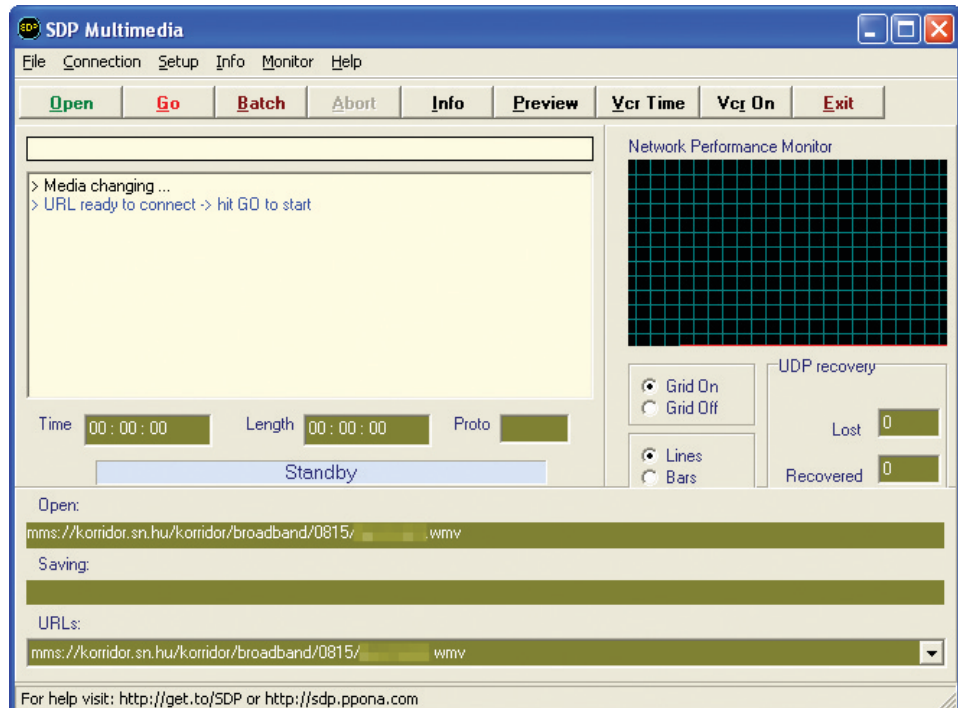 SDP SDP Multimedia
File Connection Setup Info Monitor Help
Open Go Batch Abort Info Preview Vcr Time Vcr On Exit
Network Performance Monitor
> Media changing ...
> URL ready to connect -> hit GO to start
Grid On
Grid Off
UDP recovery
Lost 0
Recovered 0
Lines
Bars
Time 00 : 00 : 00 Length 00 : 00 : 00 Proto
Standby
Open:
mms://korridor.sn.hu/korridor/broadband/0815/ .wmv
Saving:
URLs:
mms://korridor.sn.hu/korridor/broadband/0815/ wmv
For help visit: http://get.to/SDP or http://sdp.ppona.com